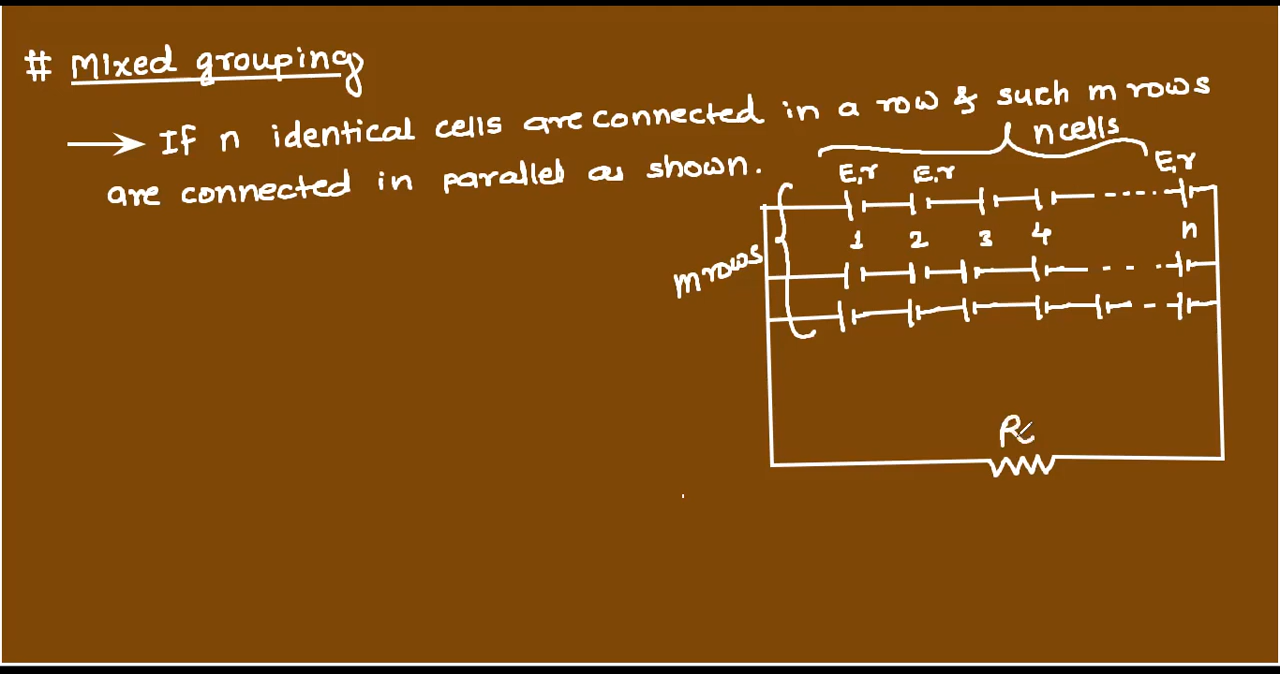 # Mixed grouping
→ If n identical cells are connected in a row & such m rows
are connected in parallel as shown.
n cells
E,r E,r E,r
1 2 3 4 n
m rows
R